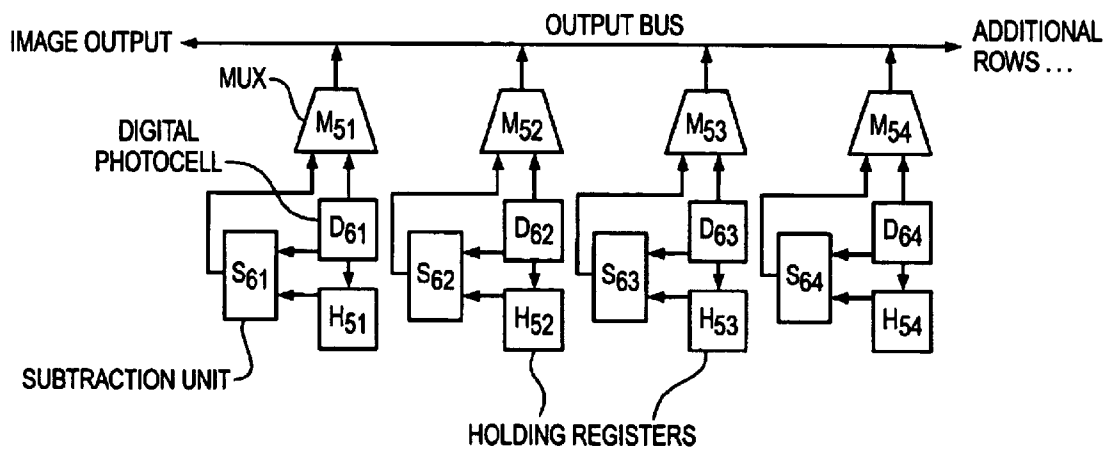 OUTPUT BUS
IMAGE OUTPUT
ADDITIONAL
ROWS ...
MUX
M51
M52
M53
M54
DIGITAL
PHOTOCELL
D61
D62
D63
D64
S61
S62
S63
S64
H51
H52
H53
H54
SUBTRACTION UNIT
HOLDING REGISTERS